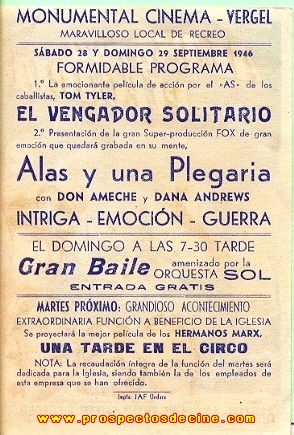 MONUMENTAL CINEMA - VERGEL
MARAVILLOSO LOCAL DE RECREO
SÁBADO 28 Y DOMINGO 29 SEPTIEMBRE 1946
FORMIDABLE PROGRAMA
1.º La emocionante película de acción por el «AS» de los
caballistas, TOM TYLER,
EL VENGADOR SOLITARIO
2.º Presentación de la gran Super-producción FOX de gran
emoción que quedará grabada en su mente,
Alas y una Plegaria
con DON AMECHE y DANA ANDREWS
INTRIGA - EMOCIÓN - GUERRA
EL DOMINGO A LAS 7-30 TARDE
Gran Baile amenizado por la
ORQUESTA SOL
ENTRADA GRATIS
MARTES PRÓXIMO: GRANDIOSO ACONTECIMIENTO
EXTRAORDINARIA FUNCIÓN A BENEFICIO DE LA IGLESIA
Se proyectará la mejor película de los HERMANOS MARX,
UNA TARDE EN EL CIRCO
NOTA: La recaudación íntegra de la función del martes será
dedicada para la Iglesia, siendo también la de los empleados de
esta empresa que se han ofrecido.
Impta. J.A.F. Ondara
www.prospectosdecine.com